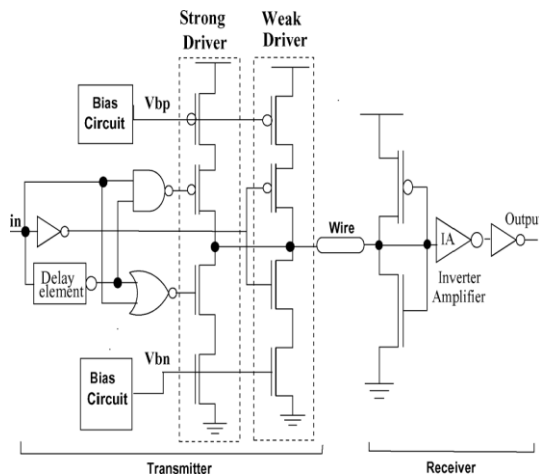 Strong
Driver
Weak
Driver
Bias
Circuit
Vbp
in
Delay
element
Wire
IA
Output
Inverter
Amplifier
Bias
Circuit
Vbn
Transmitter
Receiver